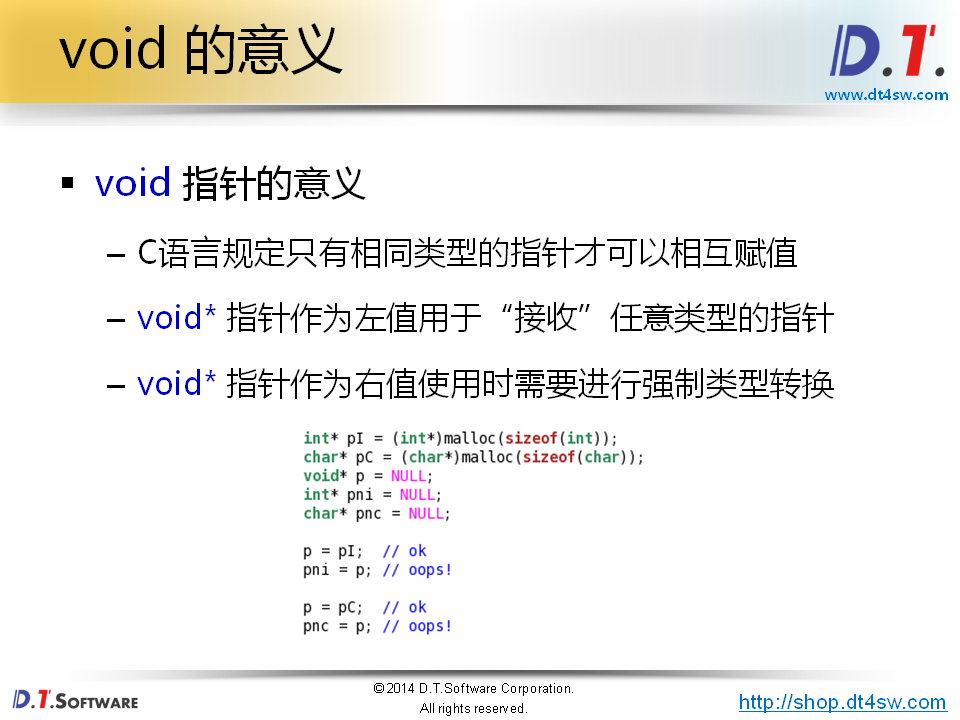 void 的意义
D.T.
www.dt4sw.com
▪ void 指针的意义
– C语言规定只有相同类型的指针才可以相互赋值
– void* 指针作为左值用于“接收”任意类型的指针
– void* 指针作为右值使用时需要进行强制类型转换
int* pI = (int*)malloc(sizeof(int));
char* pC = (char*)malloc(sizeof(char));
void* p = NULL;
int* pni = NULL;
char* pnc = NULL;
p = pI;  // ok
pni = p; // oops!
p = pC;  // ok
pnc = p; // oops!
D.T.SOFTWARE
©2014 D.T.Software Corporation.
All rights reserved.
http://shop.dt4sw.com